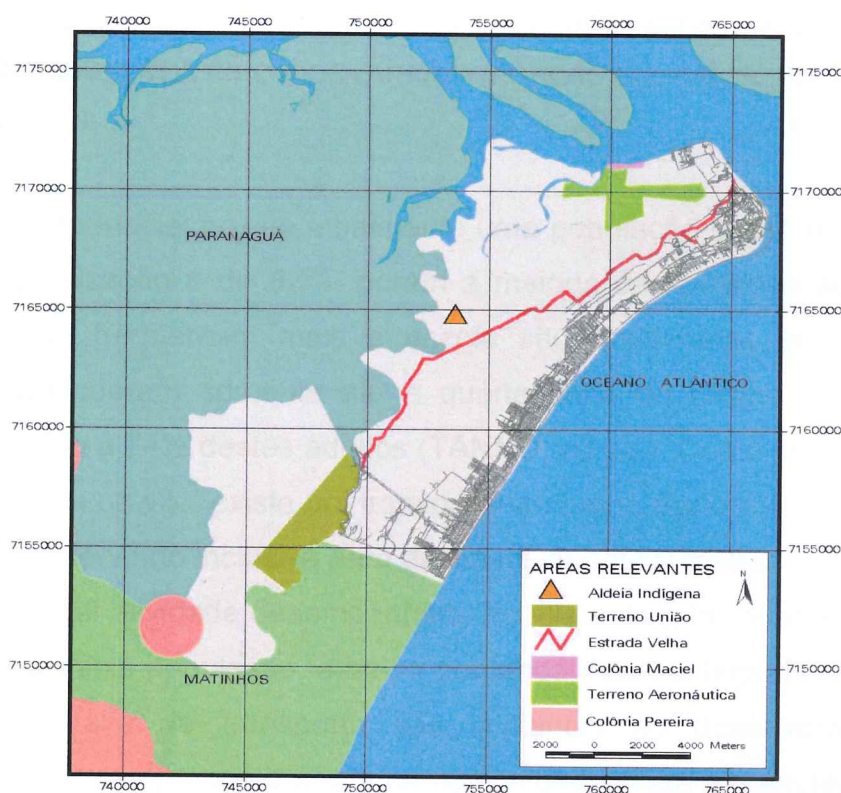 740000 745000 750000 755000 760000 765000
7175000 7175000
7170000 7170000
PARANAGUÁ
7165000 7165000
OCEANO ATLÂNTICO
7160000 7160000
7155000 7155000
ARÉAS RELEVANTES
N
Aldeia Indígena
Terreno União
Estrada Velha
Colônia Maciel
Terreno Aeronáutica
Colônia Pereira
2000 0 2000 4000 Meters
7150000 7150000
MATINHOS
740000 745000 750000 755000 760000 765000